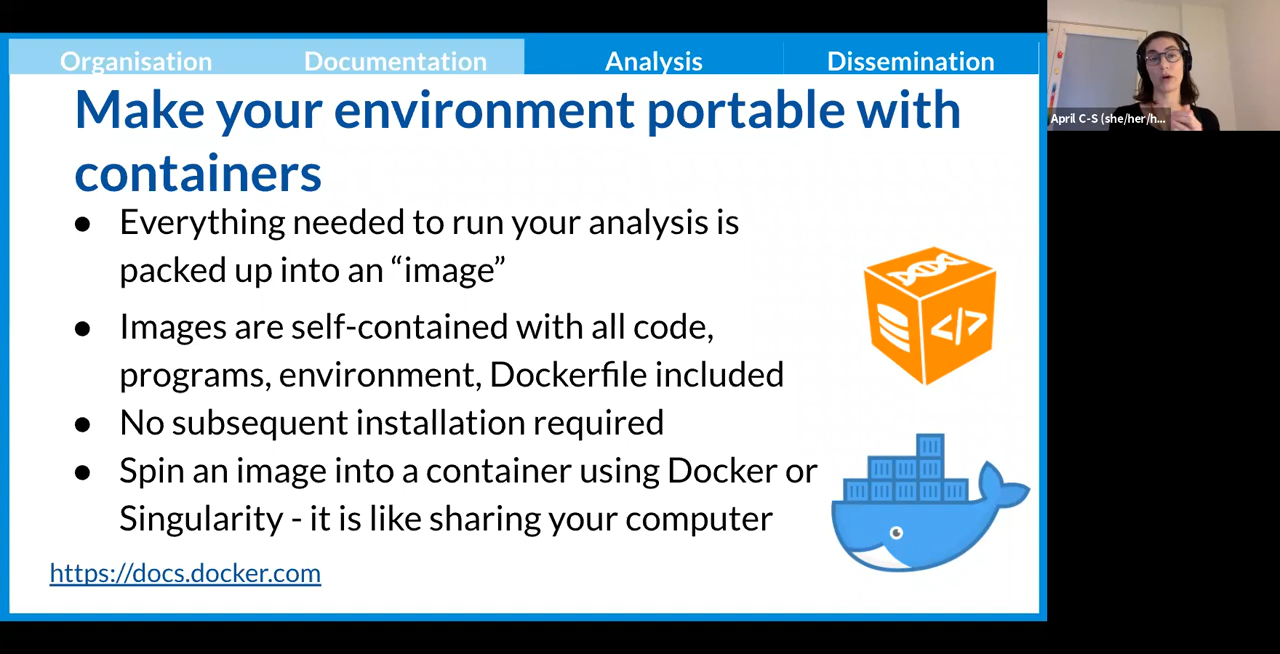 Organisation Documentation Analysis Dissemination
Make your environment portable with
containers
● Everything needed to run your analysis is
packed up into an “image”
● Images are self-contained with all code,
programs, environment, Dockerfile included
● No subsequent installation required
● Spin an image into a container using Docker or
Singularity - it is like sharing your computer
https://docs.docker.com
</>
April C-S (she/her/h...